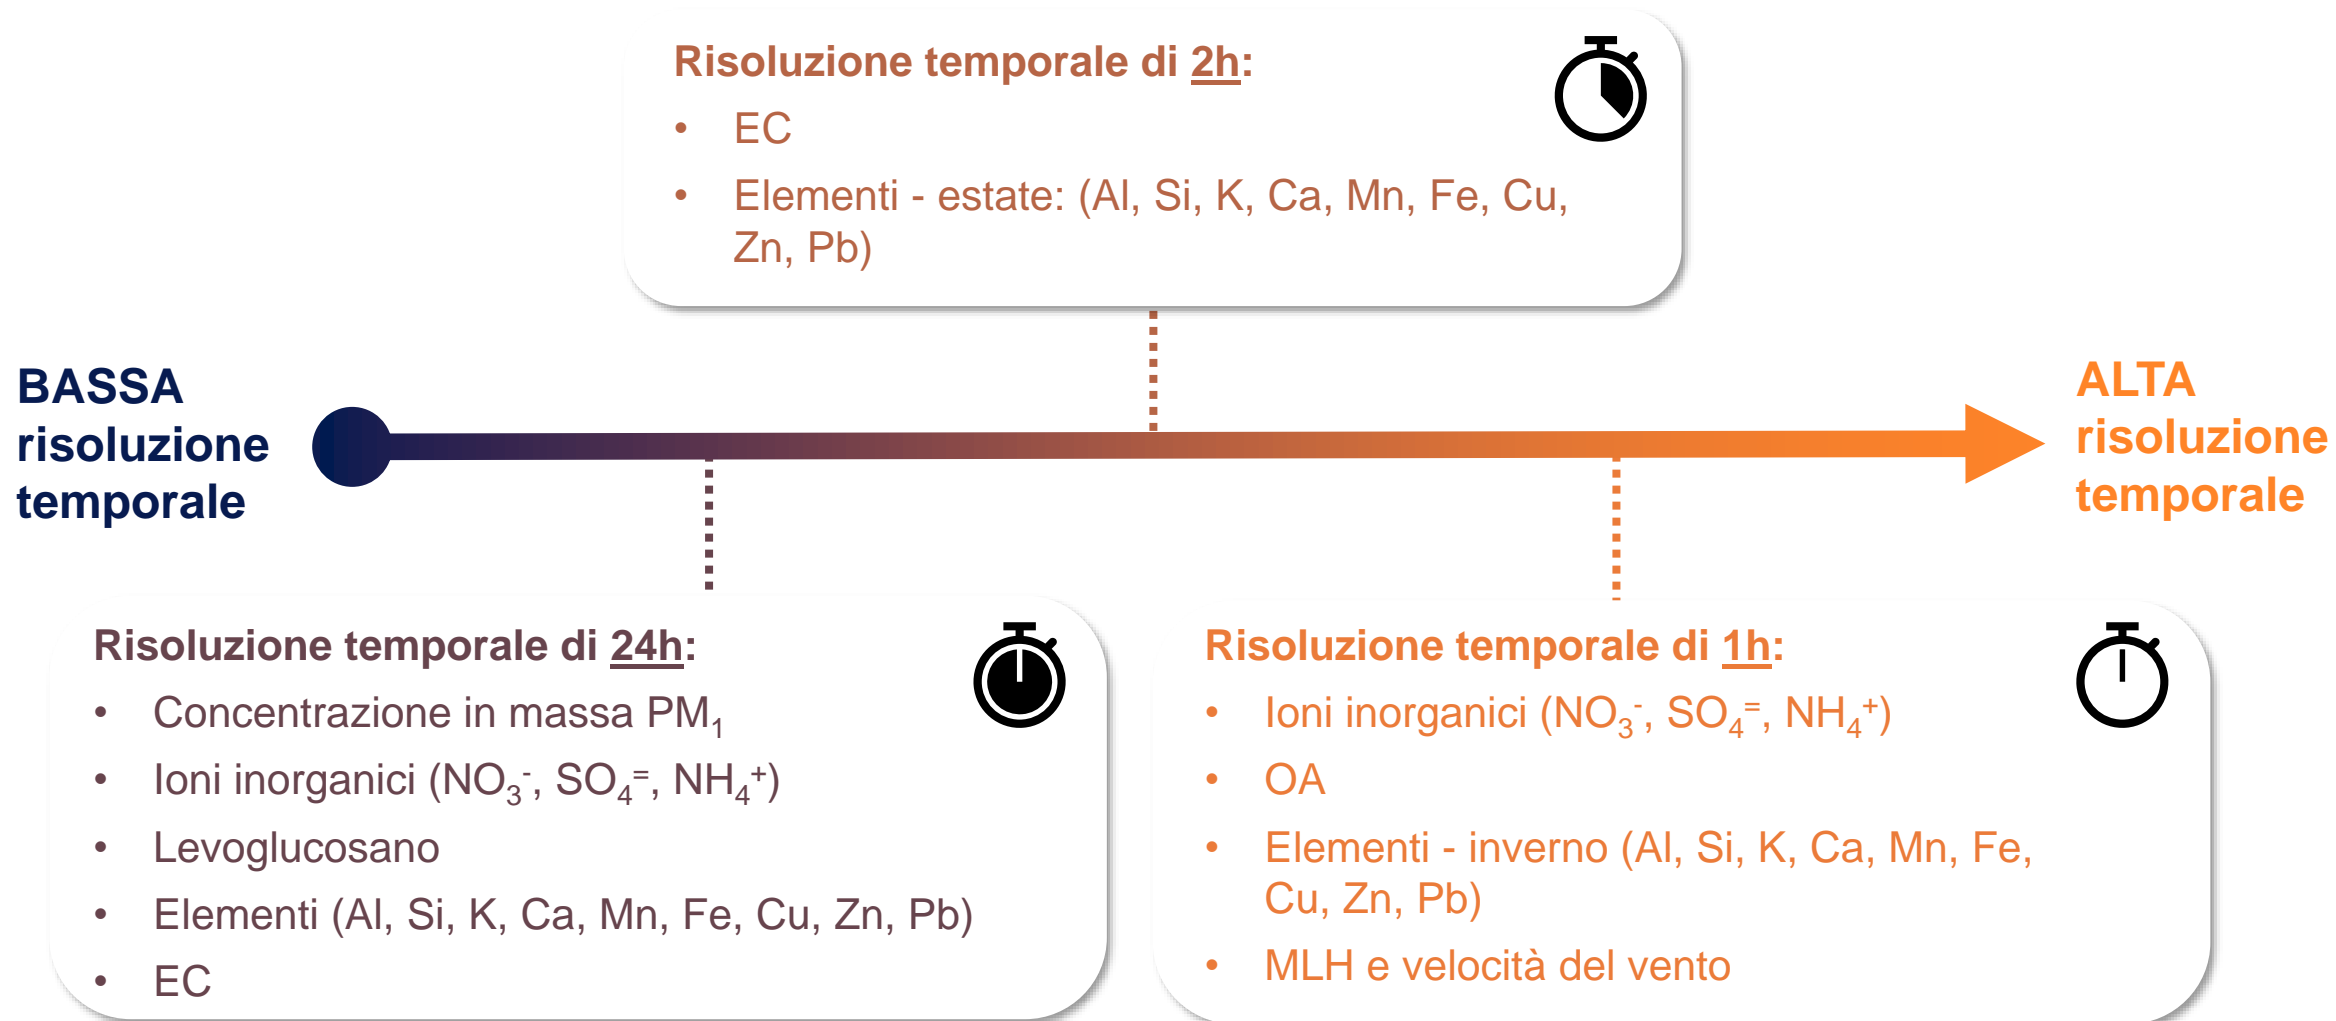 Risoluzione temporale di 2h:
• EC
• Elementi - estate: (Al, Si, K, Ca, Mn, Fe, Cu,
Zn, Pb)
BASSA
risoluzione
temporale
ALTA
risoluzione
temporale
Risoluzione temporale di 24h:
• Concentrazione in massa PM₁
• Ioni inorganici (NO₃⁻, SO₄⁼, NH₄⁺)
• Levoglucosano
• Elementi (Al, Si, K, Ca, Mn, Fe, Cu, Zn, Pb)
• EC
Risoluzione temporale di 1h:
• Ioni inorganici (NO₃⁻, SO₄⁼, NH₄⁺)
• OA
• Elementi - inverno (Al, Si, K, Ca, Mn, Fe,
Cu, Zn, Pb)
• MLH e velocità del vento